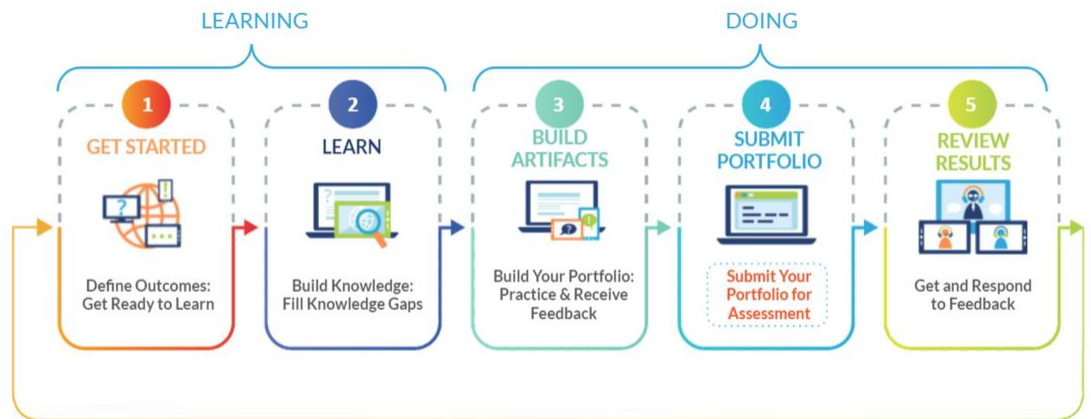 LEARNING
DOING
1
GET STARTED
Define Outcomes:
Get Ready to Learn
2
LEARN
?
Build Knowledge:
Fill Knowledge Gaps
3
BUILD
ARTIFACTS
?
!
Build Your Portfolio:
Practice & Receive
Feedback
4
SUBMIT
PORTFOLIO
Submit Your
Portfolio for
Assessment
5
REVIEW
RESULTS
Get and Respond
to Feedback